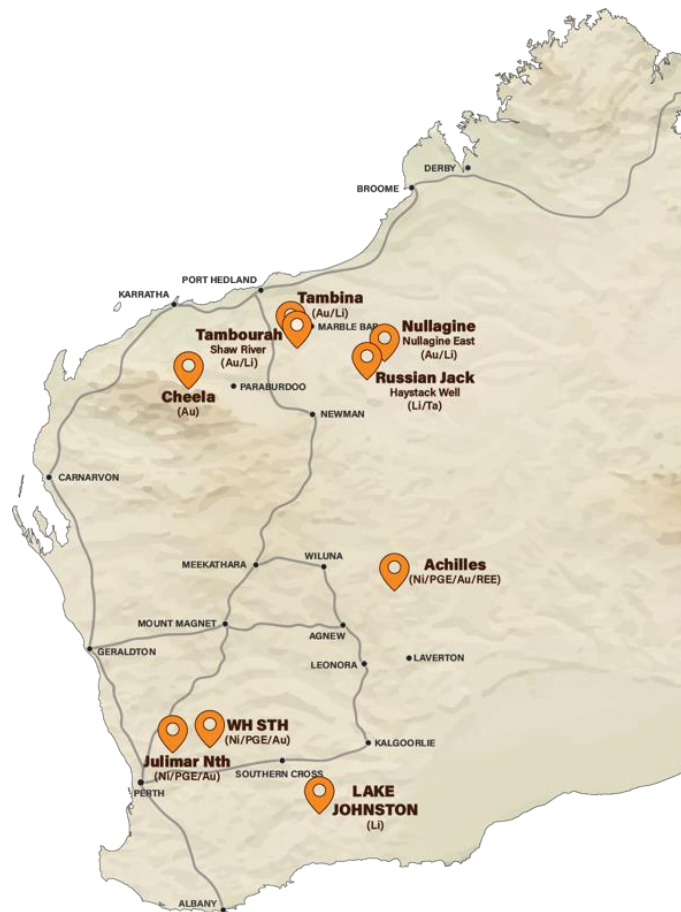 DERBY
BROOME
PORT HEDLAND
KARRATHA
Tambina
(Au/Li)
MARBLE BAR
Tambourah
Shaw River
(Au/Li)
Nullagine
Nullagine East
(Au/Li)
Russian Jack
Haystack Well
(Li/Ta)
Cheela
(Au)
PARABURDOO
NEWMAN
CARNARVON
MEEKATHARA
WILUNA
Achilles
(Ni/PGE/Au/REE)
MOUNT MAGNET
AGNEW
GERALDTON
LEONORA
LAVERTON
WH STH
(Ni/PGE/Au)
Julimar Nth
(Ni/PGE/Au)
KALGOORLIE
SOUTHERN CROSS
PERTH
LAKE
JOHNSTON
(Li)
ALBANY